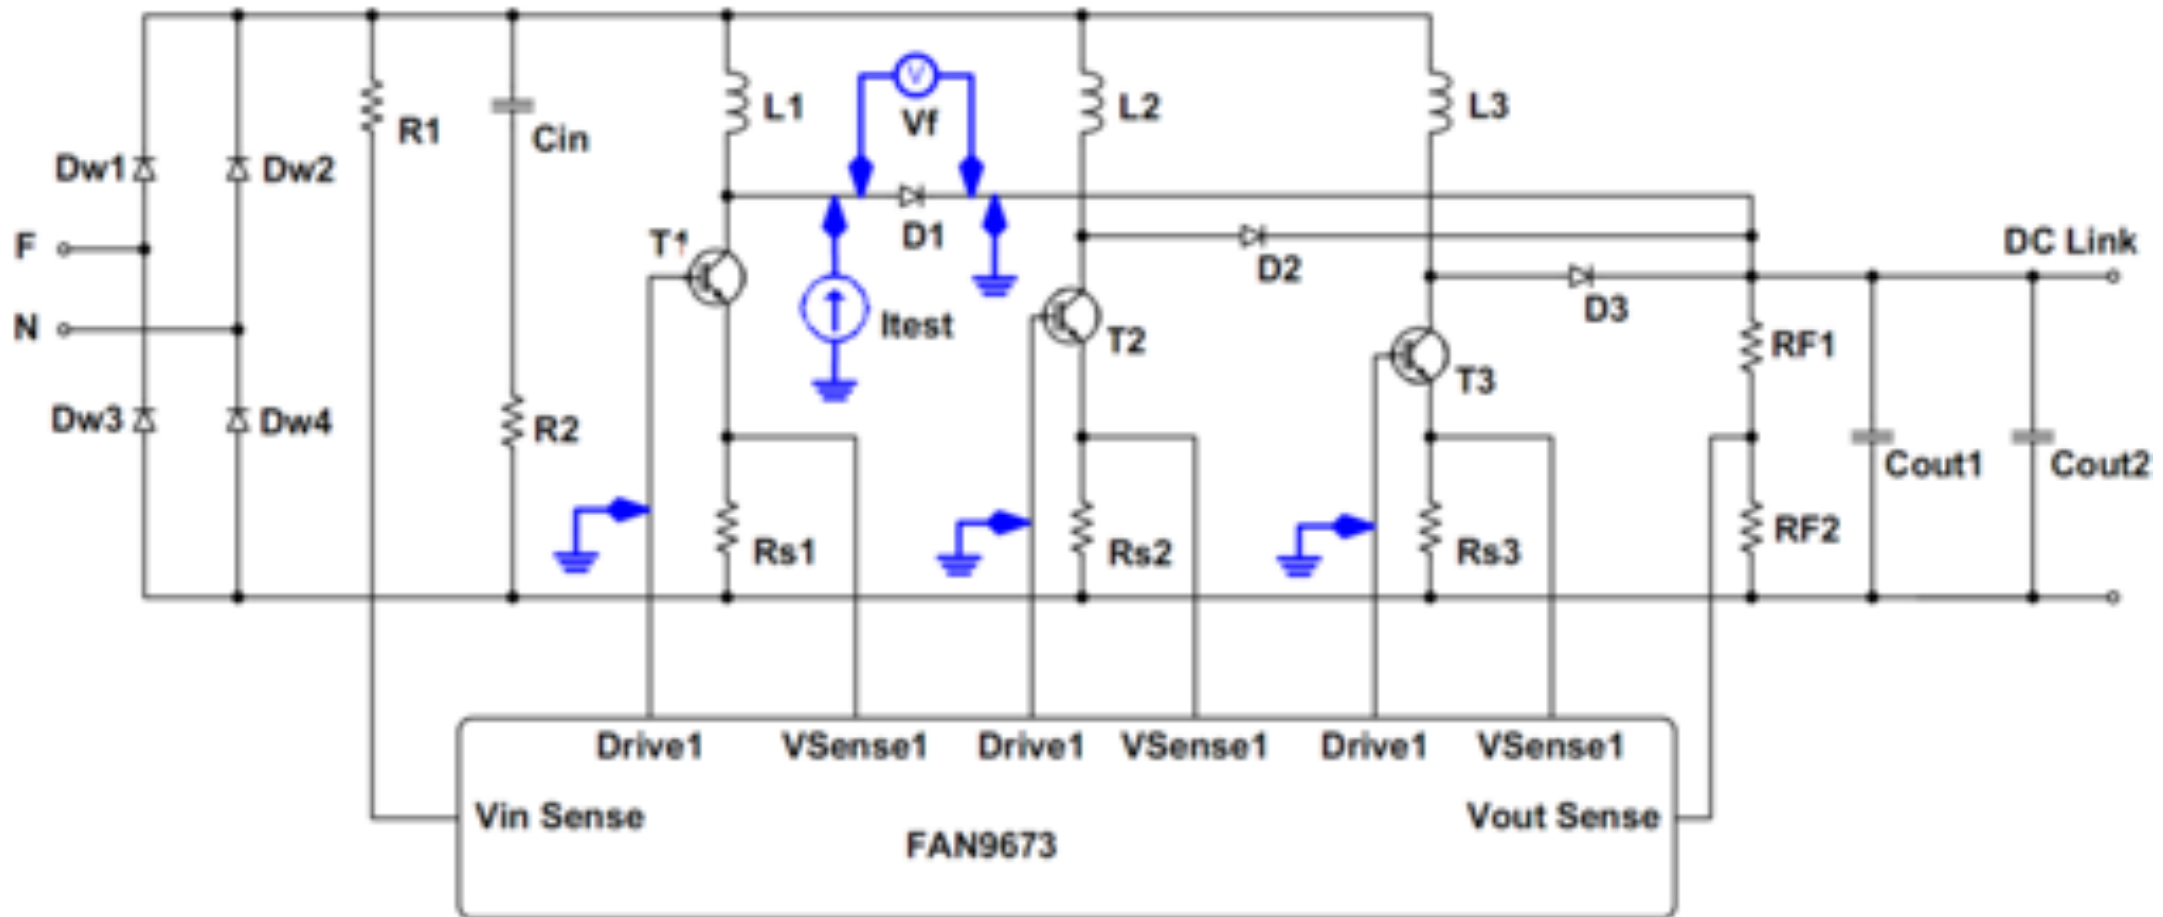 L1
V
Vf
L2
L3
R1
Cin
Dw1
Dw2
F
T1
D1
D2
DC Link
N
Itest
T2
D3
RF1
T3
Dw3
Dw4
R2
Cout1
Cout2
Rs1
Rs2
Rs3
RF2
Drive1 VSense1 Drive1 VSense1 Drive1 VSense1
Vin Sense
Vout Sense
FAN9673